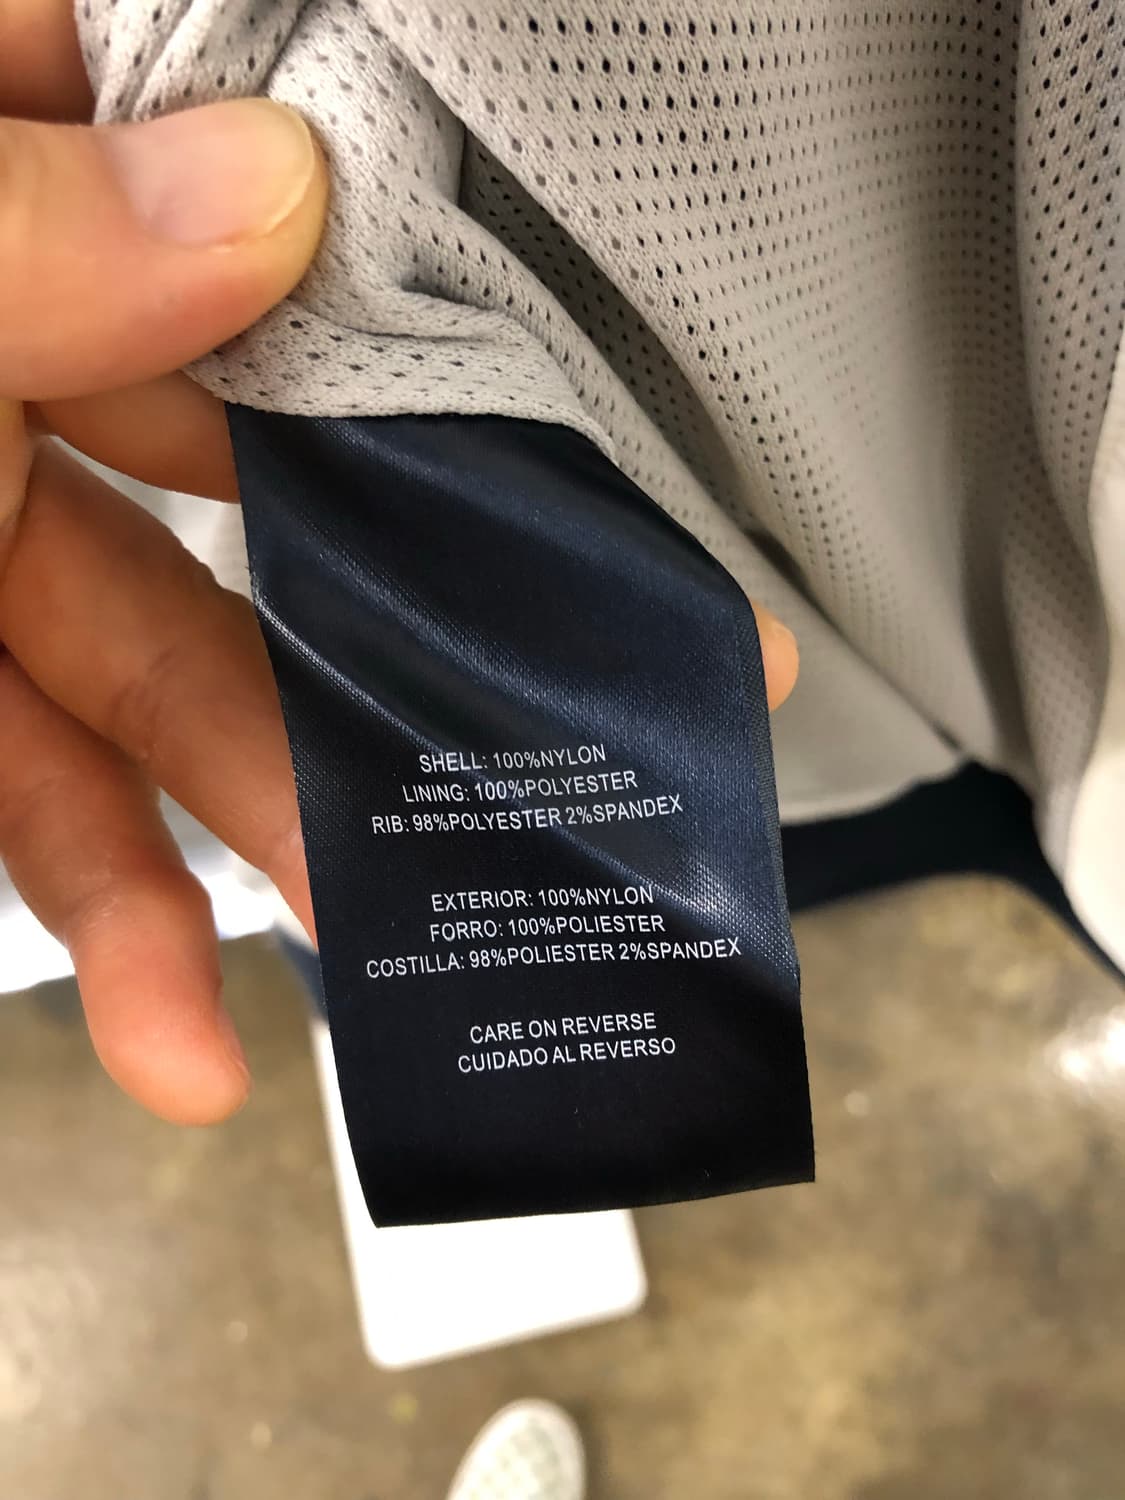 SHELL: 100%NYLON
LINING: 100%POLYESTER
RIB: 98%POLYESTER 2%SPANDEX
EXTERIOR: 100%NYLON
FORRO: 100%POLIESTER
COSTILLA: 98%POLIESTER 2%SPANDEX
CARE ON REVERSE
CUIDADO AL REVERSO